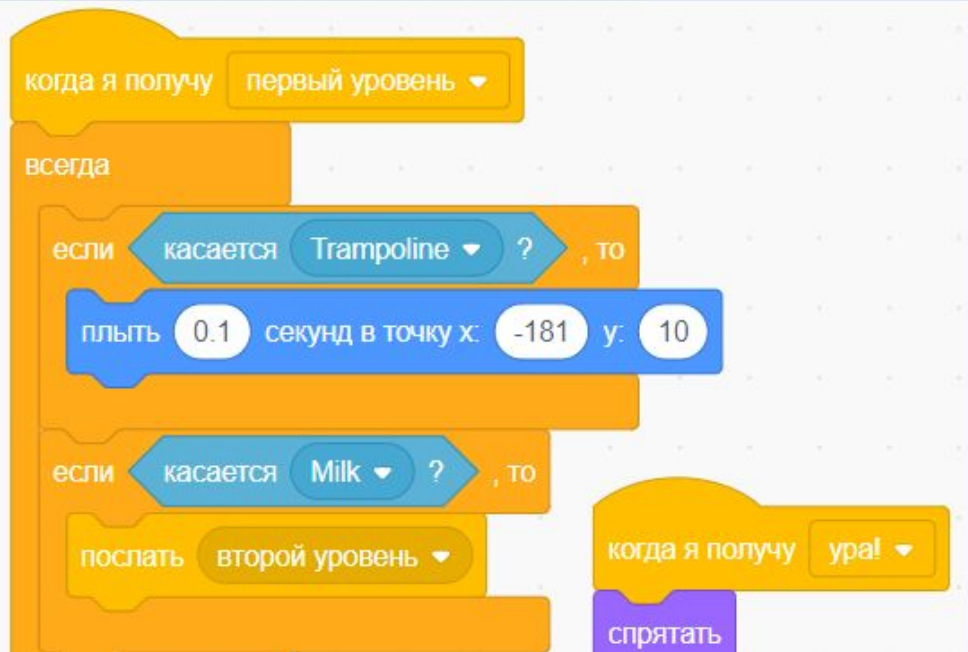 когда я получу первый уровень
всегда
если касается Trampoline ? , то
плыть 0.1 секунд в точку x: -181 y: 10
если касается Milk ? , то
послать второй уровень
когда я получу ура!
спрятать